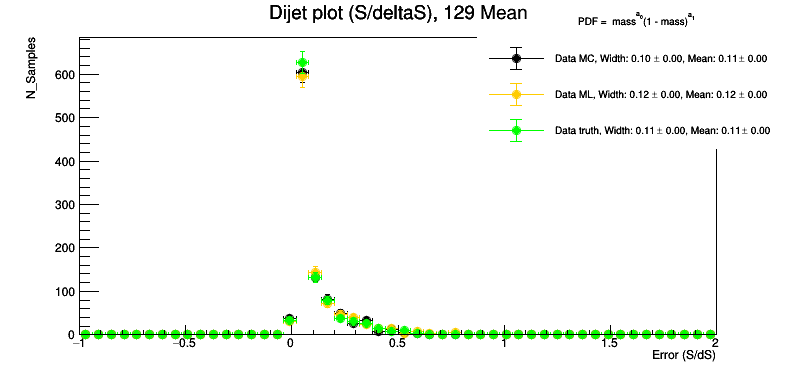 Dijet plot (S/deltaS), 129 Mean
PDF = mass^a0(1 - mass)^a1
N_Samples
Data MC, Width: 0.10 ± 0.00, Mean: 0.11± 0.00
Data ML, Width: 0.12 ± 0.00, Mean: 0.12 ± 0.00
Data truth, Width: 0.11 ± 0.00, Mean: 0.11± 0.00
600
500
400
300
200
100
0
−1 −0.5 0 0.5 1 1.5 2
Error (S/dS)